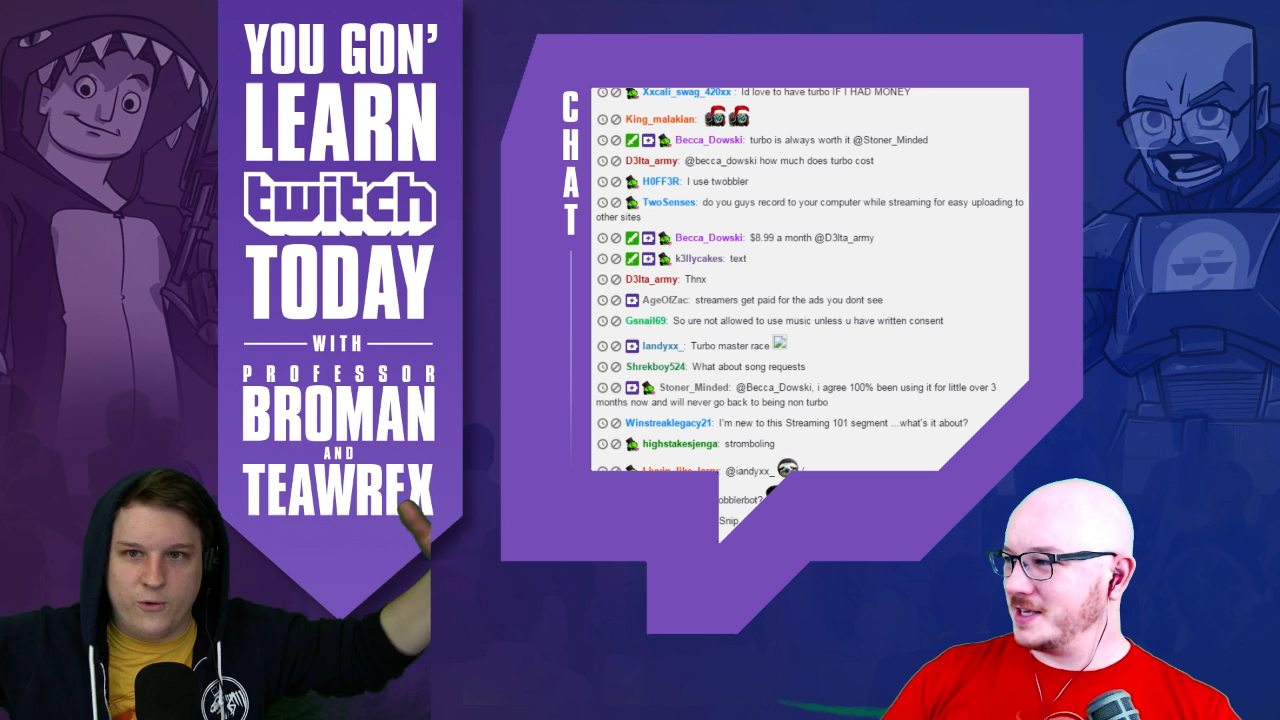 YOU GON'
LEARN
twitch
TODAY
WITH
PROFESSOR
BROMAN
AND
TEAWREX
CHAT
Xxcali_swag_420xx : Id love to have turbo IF I HAD MONEY
King_malakian:
Becca_Dowski: turbo is always worth it @Stoner_Minded
D3lta_army: @becca_dowski how much does turbo cost
H0FF3R: I use twobbler
TwoSenses: do you guys record to your computer while streaming for easy uploading to
other sites
Becca_Dowski: $8.99 a month @D3lta_army
k3llycakes: text
D3lta_army: Thnx
AgeOfZac: streamers get paid for the ads you dont see
Gsnail69: So ure not allowed to use music unless u have written consent
Iandyxx_: Turbo master race
Shrekboy524: What about song requests
Stoner_Minded: @Becca_Dowski, i agree 100% been using it for little over 3
months now and will never go back to being non turbo
Winstreaklegacy21: I'm new to this Streaming 101 segment ...what's it about?
highstakesjenga: stromboling
@iandyxx_ /
obblerbot?
Snip